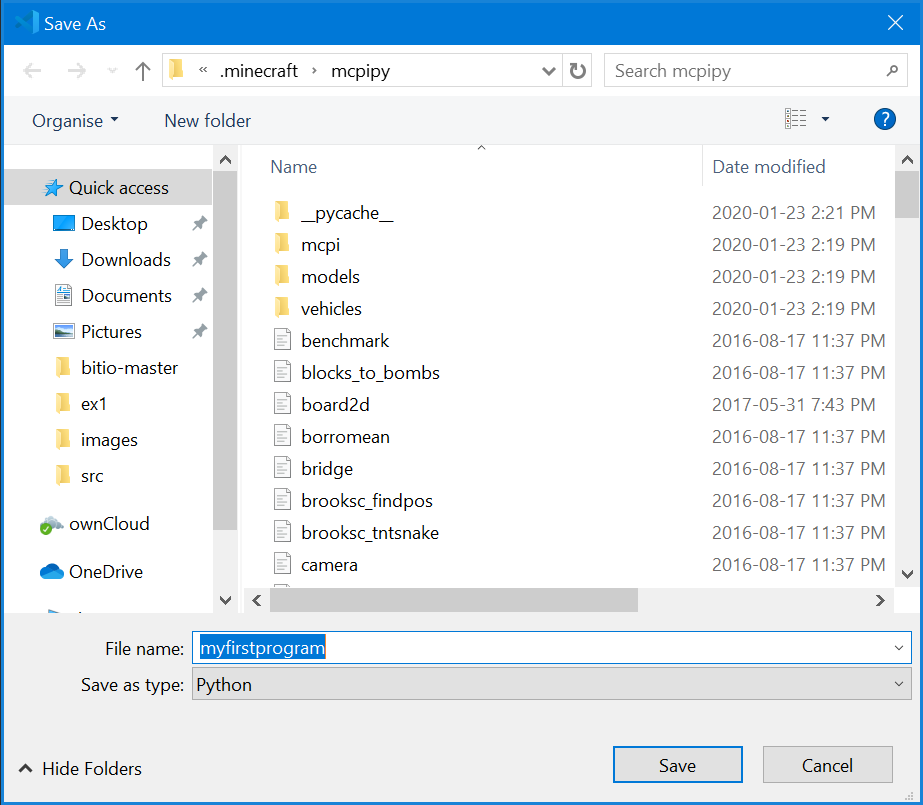 Save As
« .minecraft › mcpipy
Search mcpipy
Organise
New folder
?
Name
Date modified
Quick access
Desktop
Downloads
Documents
Pictures
bitio-master
ex1
images
src
ownCloud
OneDrive
__pycache__ 2020-01-23 2:21 PM
mcpi 2020-01-23 2:19 PM
models 2020-01-23 2:19 PM
vehicles 2020-01-23 2:19 PM
benchmark 2016-08-17 11:37 PM
blocks_to_bombs 2016-08-17 11:37 PM
board2d 2017-05-31 7:43 PM
borromean 2016-08-17 11:37 PM
bridge 2016-08-17 11:37 PM
brooksc_findpos 2016-08-17 11:37 PM
brooksc_tntsnake 2016-08-17 11:37 PM
camera 2016-08-17 11:37 PM
File name: myfirstprogram
Save as type: Python
Hide Folders
Save
Cancel